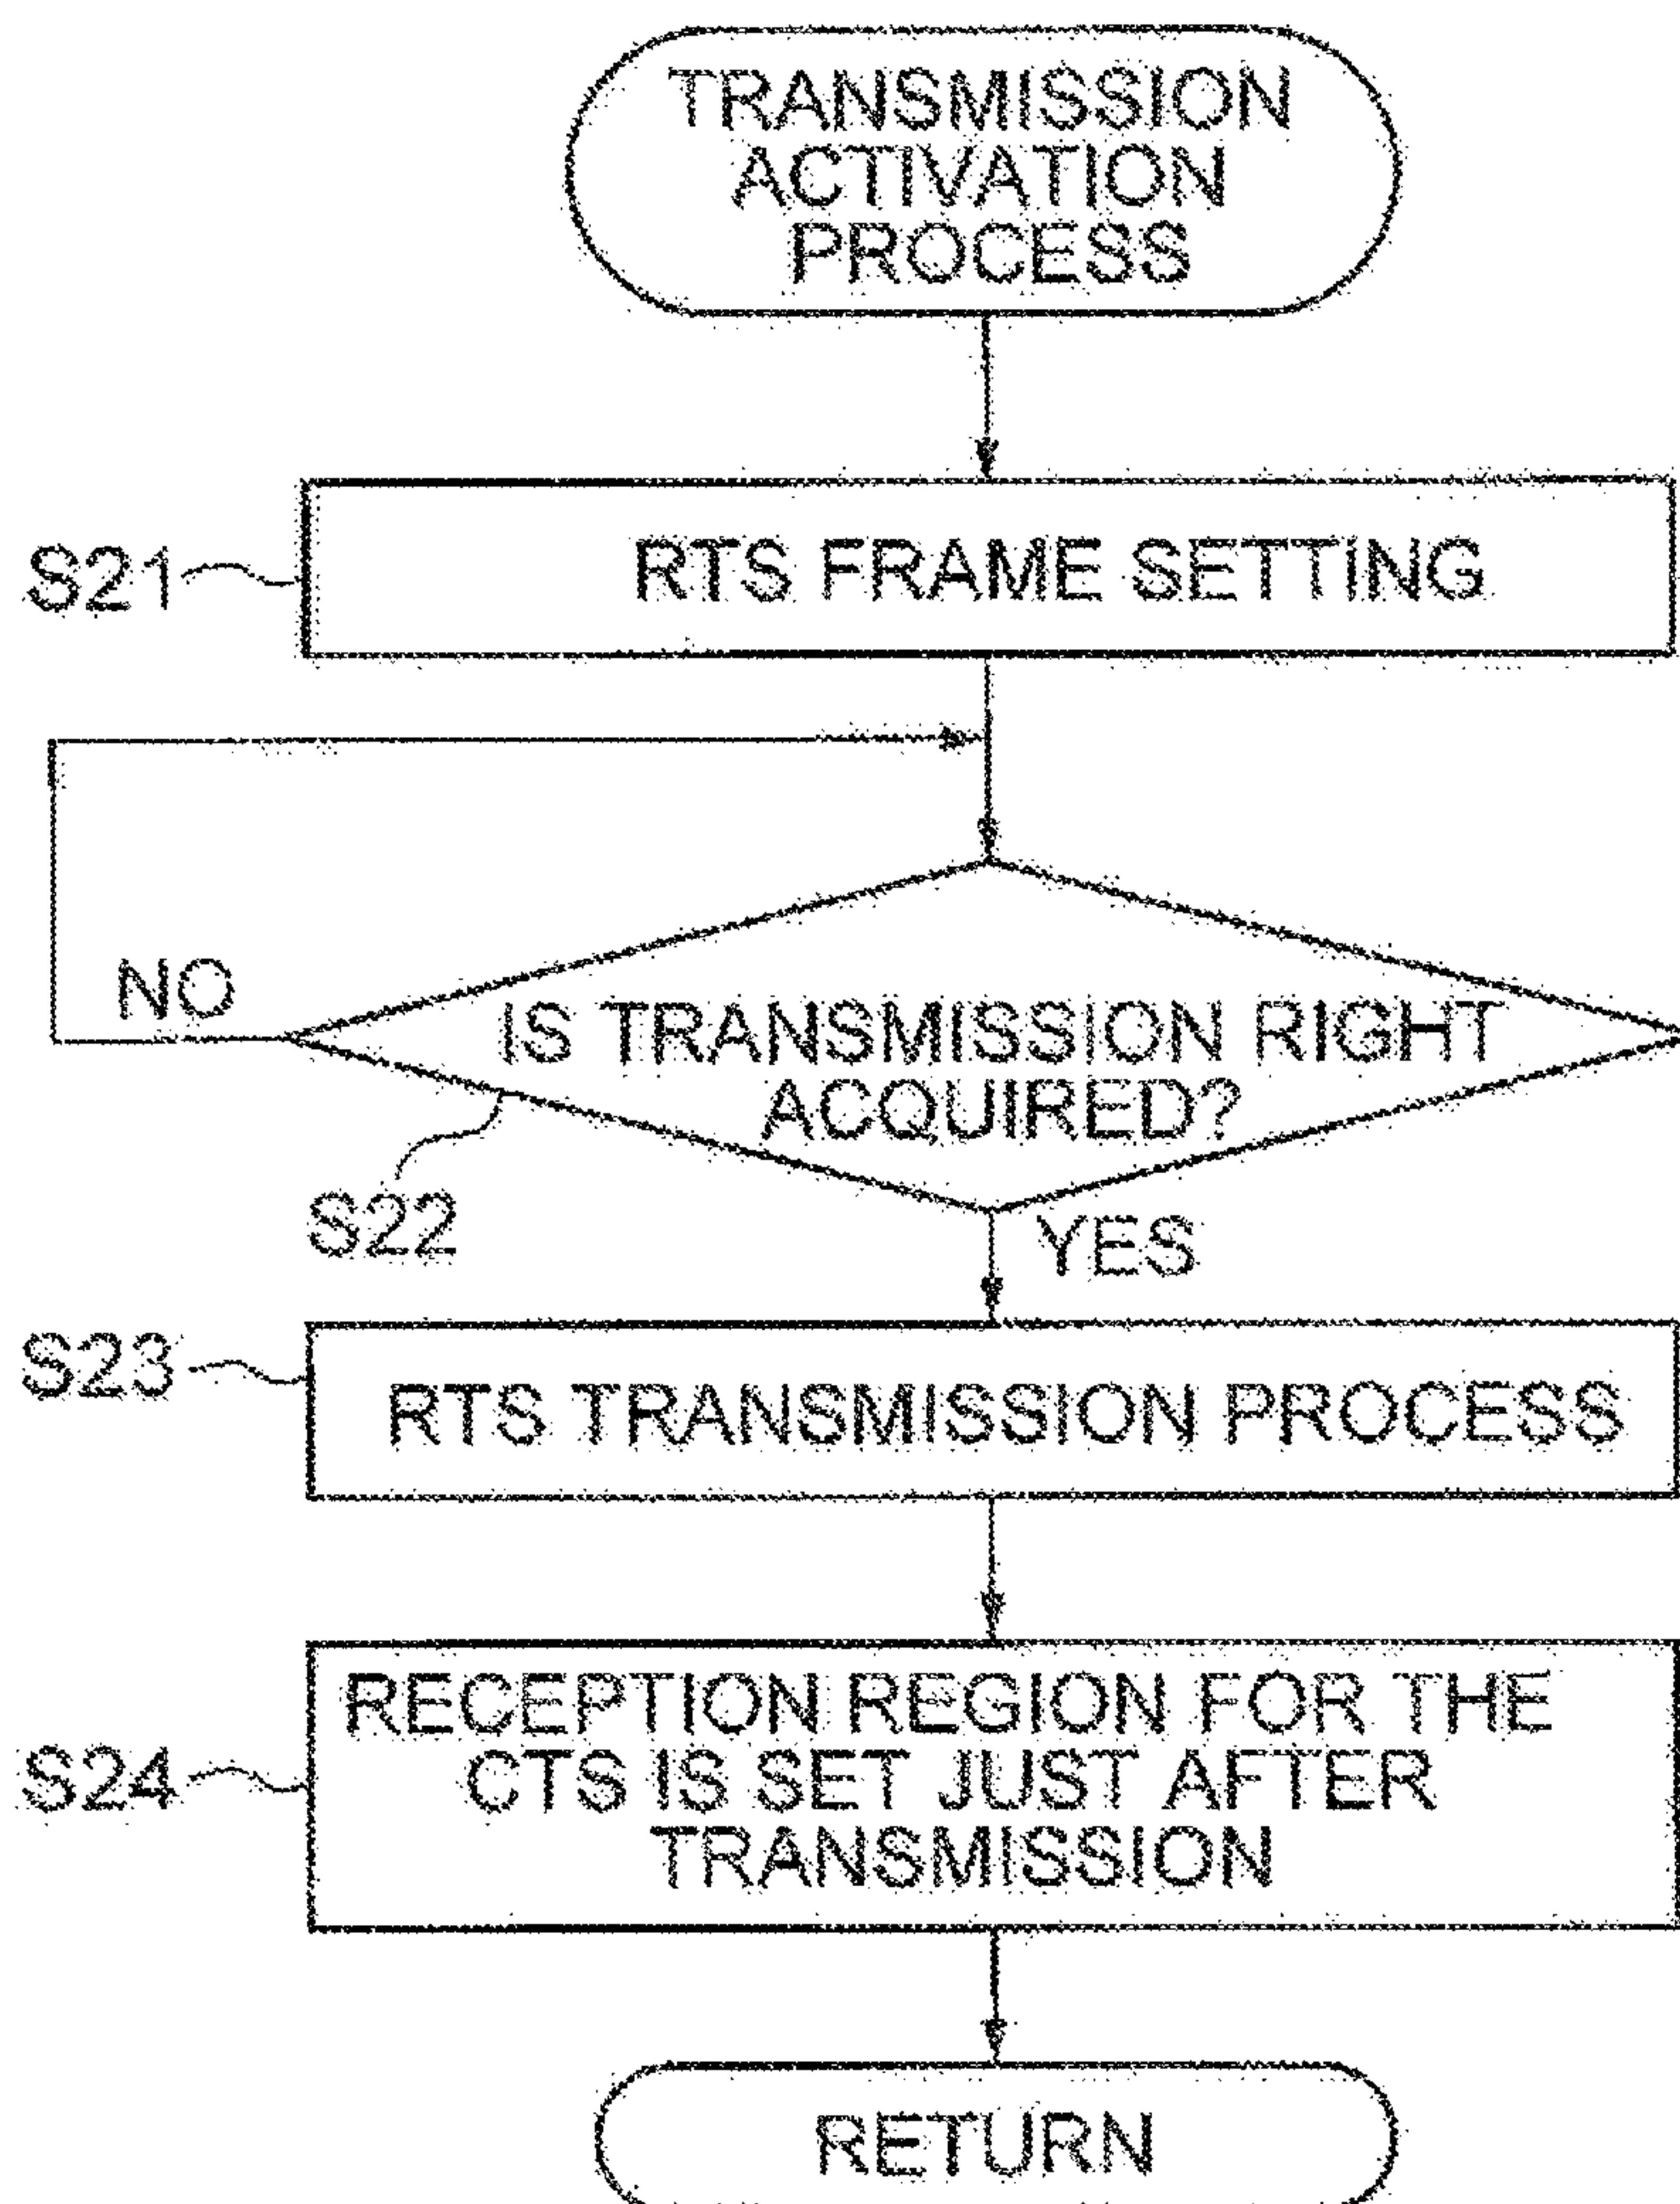 TRANSMISSION
ACTIVATION
PROCESS
S21
RTS FRAME SETTING
NO
IS TRANSMISSION RIGHT
ACQUIRED?
S22
YES
S23
RTS TRANSMISSION PROCESS
RECEPTION REGION FOR THE
S24
CTS IS SET JUST AFTER
TRANSMISSION
RETURN